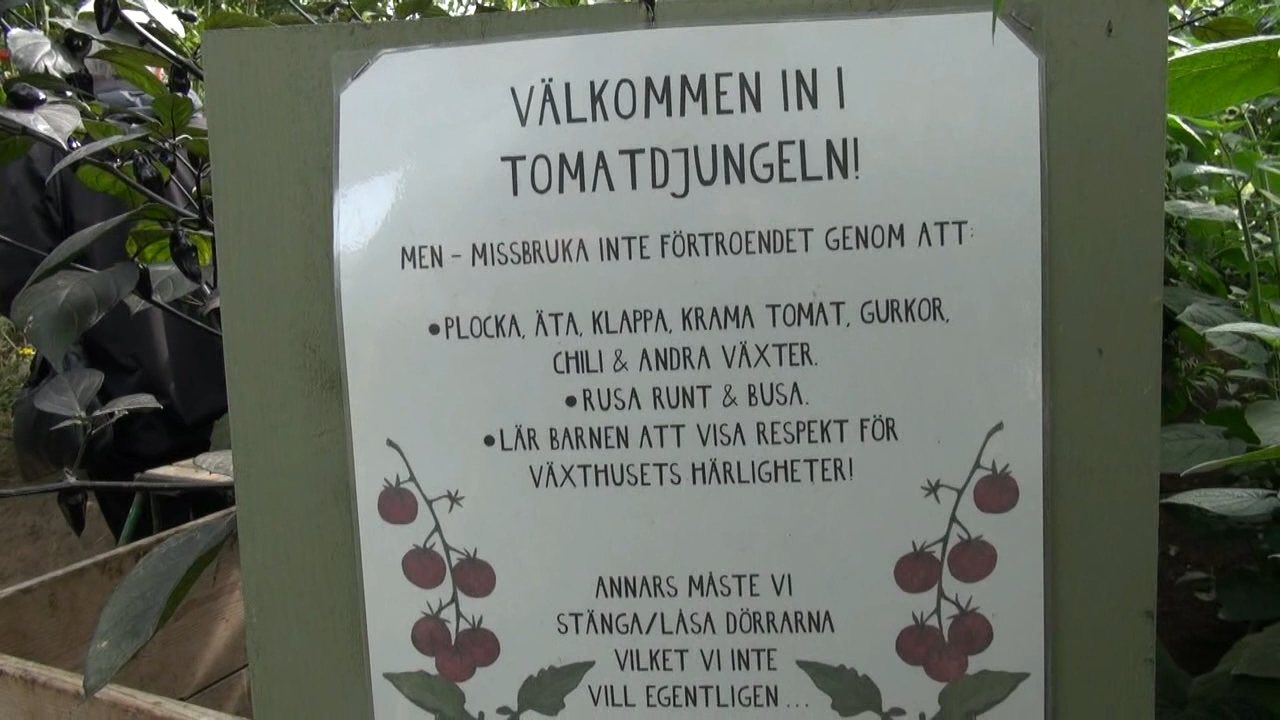 VÄLKOMMEN IN I
TOMATDJUNGELN!
MEN - MISSBRUKA INTE FÖRTROENDET GENOM ATT:
•PLOCKA, ÄTA, KLAPPA, KRAMA TOMAT, GURKOR,
CHILI & ANDRA VÄXTER.
•RUSA RUNT & BUSA.
•LÄR BARNEN ATT VISA RESPEKT FÖR
VÄXTHUSETS HÄRLIGHETER!
ANNARS MÅSTE VI
STÄNGA/LÅSA DÖRRARNA
VILKET VI INTE
VILL EGENTLIGEN...